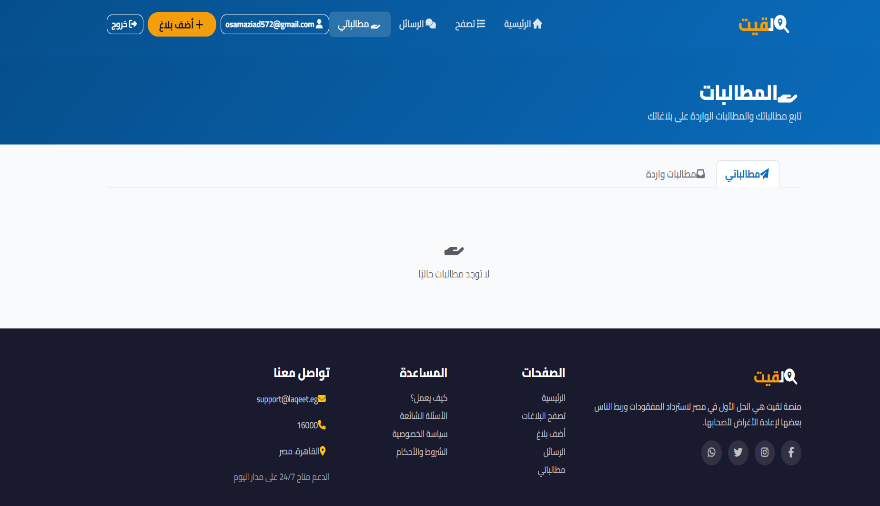 لقيت
الرئيسية
تصفح
الرسائل
مطالباتي
osamaziad572@gmail.com
أضف بلاغ
خروج
المطالبات
تابع مطالباتك والمطالبات الواردة على بلاغاتك
مطالباتي
مطالبات واردة
لا توجد مطالبات حاليًا
لقيت
منصة لقيت هي الحل الأول في مصر لاسترداد المفقودات وربط الناس
بعضها لإعادة الأغراض لأصحابها.
الصفحات
الرئيسية
تصفح البلاغات
أضف بلاغ
الرسائل
مطالباتي
المساعدة
كيف يعمل؟
الأسئلة الشائعة
سياسة الخصوصية
الشروط والأحكام
تواصل معنا
support@laqeet.eg
16000
القاهرة، مصر
الدعم متاح 24/7 على مدار اليوم